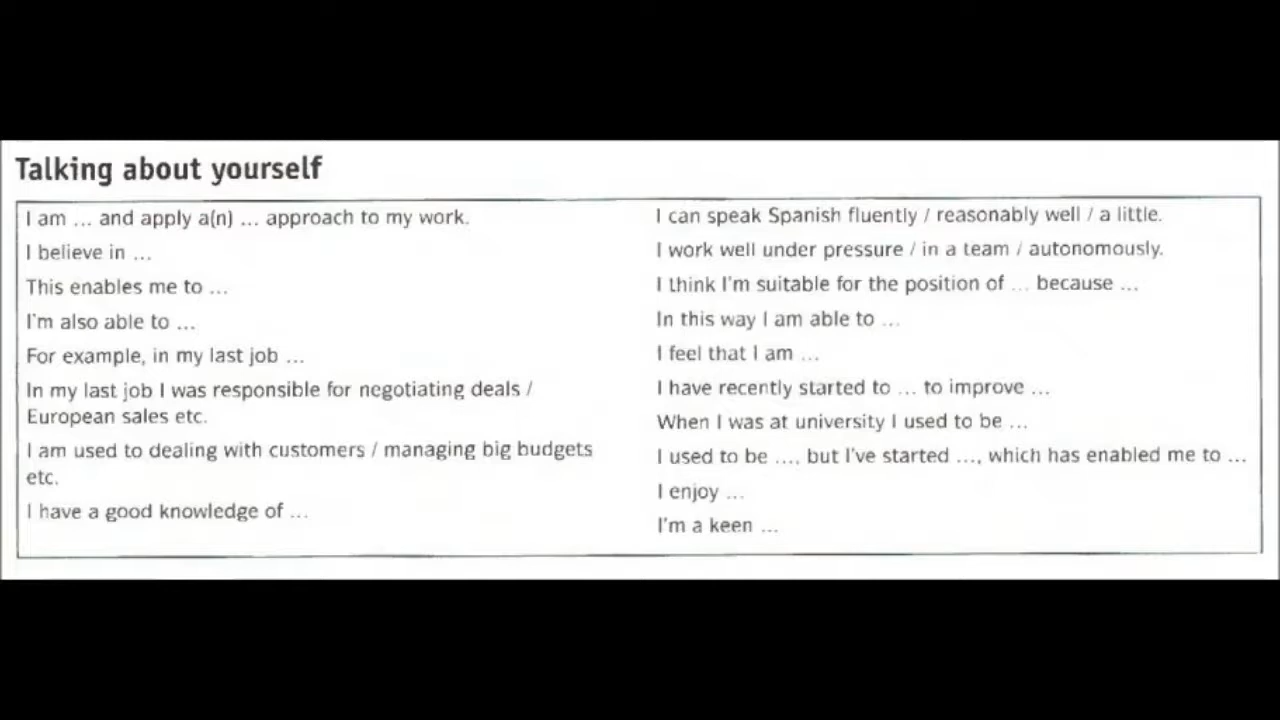 Talking about yourself
I am ... and apply a(n) ... approach to my work.
I believe in ...
This enables me to ...
I'm also able to ...
For example, in my last job ...
In my last job I was responsible for negotiating deals /
European sales etc.
I am used to dealing with customers / managing big budgets
etc.
I have a good knowledge of ...
I can speak Spanish fluently / reasonably well / a little.
I work well under pressure / in a team / autonomously.
I think I'm suitable for the position of ... because ...
In this way I am able to ...
I feel that I am ...
I have recently started to ... to improve ...
When I was at university I used to be ...
I used to be ...., but I've started ..., which has enabled me to ...
I enjoy ...
I'm a keen ...